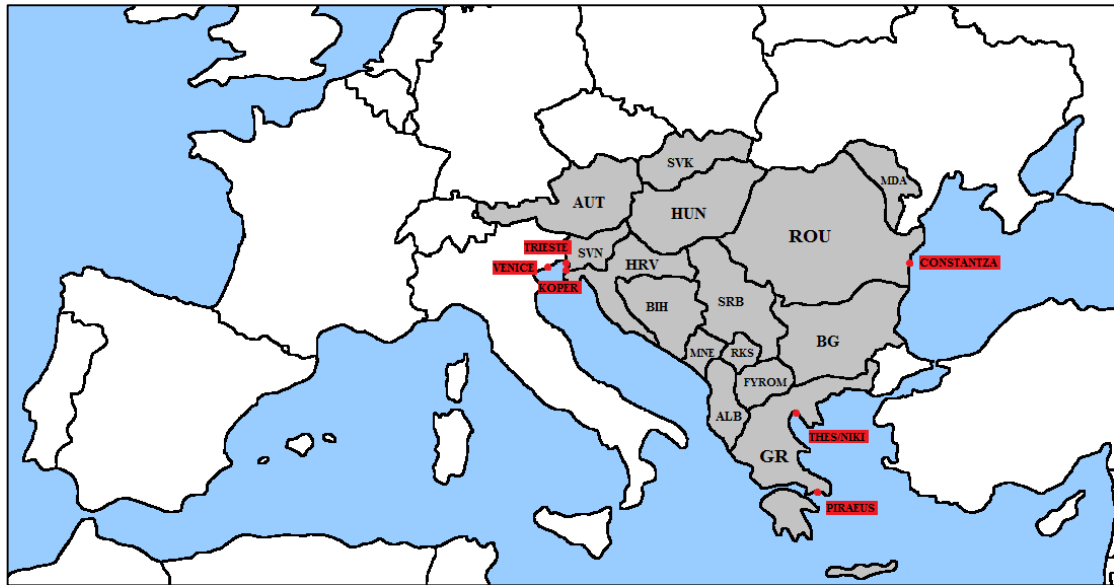 SVK
MDA
AUT
HUN
ROU
TRIESTE
SVN
VENICE
HRV
CONSTANTZA
KOPER
BIH
SRB
BG
MNE
RKS
FYROM
ALB
THES/NIKI
GR
PIRAEUS